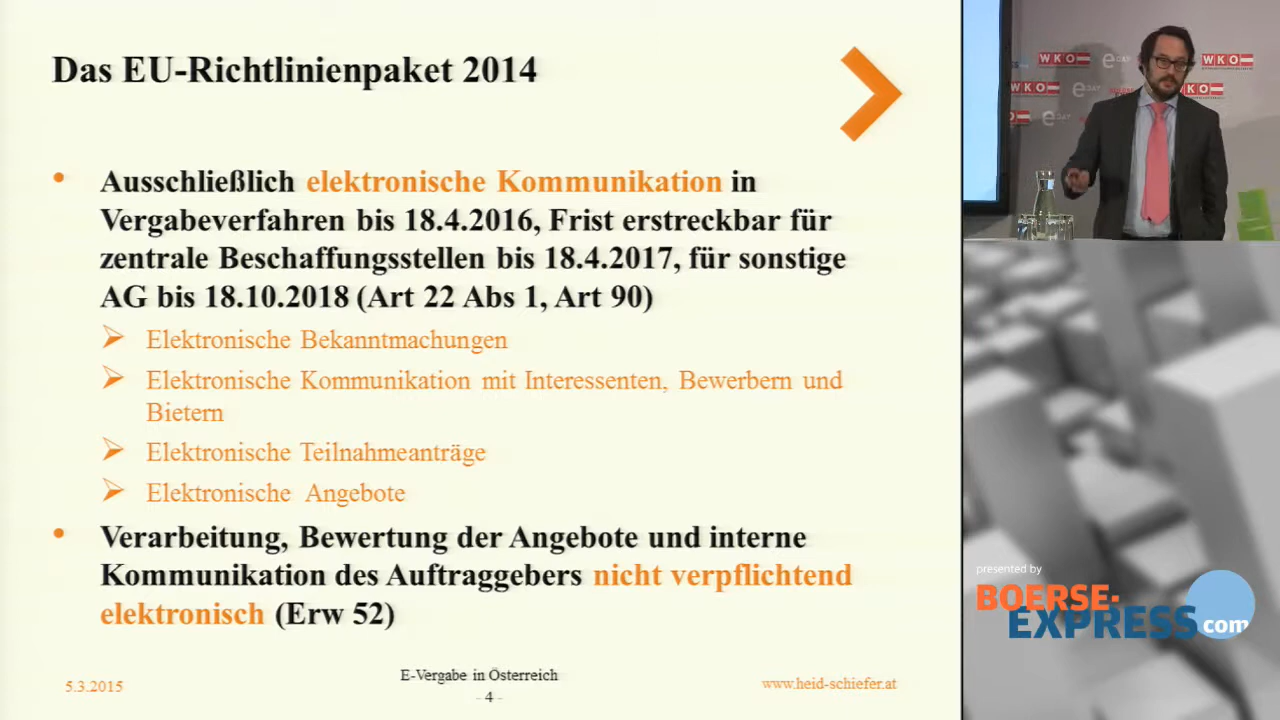 Das EU-Richtlinienpaket 2014
• Ausschließlich elektronische Kommunikation in
Vergabeverfahren bis 18.4.2016, Frist erstreckbar für
zentrale Beschaffungsstellen bis 18.4.2017, für sonstige
AG bis 18.10.2018 (Art 22 Abs 1, Art 90)
Elektronische Bekanntmachungen
Elektronische Kommunikation mit Interessenten, Bewerbern und
Bietern
Elektronische Teilnahmeanträge
Elektronische Angebote
• Verarbeitung, Bewertung der Angebote und interne
Kommunikation des Auftraggebers nicht verpflichtend
elektronisch (Erw 52)
5.3.2015
E-Vergabe in Österreich
- 4 -
www.heid-schiefer.at
WKO
WKO
WKO
presented by
BOERSE-
EXPRESS.com